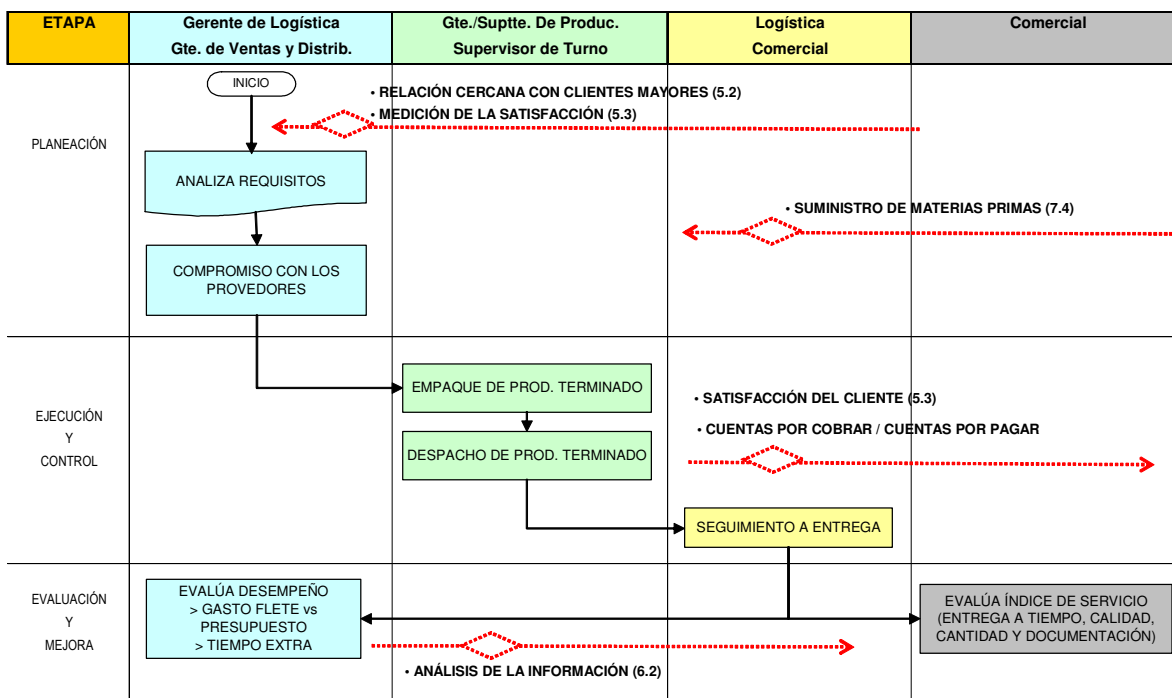 ETAPA
Gerente de Logística
Gte. de Ventas y Distrib.
Gte./Suptte. De Produc.
Supervisor de Turno
Logística
Comercial
Comercial
INICIO
• RELACIÓN CERCANA CON CLIENTES MAYORES (5.2)
• MEDICIÓN DE LA SATISFACCIÓN (5.3)
PLANEACIÓN
ANALIZA REQUISITOS
• SUMINISTRO DE MATERIAS PRIMAS (7.4)
COMPROMISO CON LOS
PROVEDORES
EJECUCIÓN
Y
CONTROL
EMPAQUE DE PROD. TERMINADO
DESPACHO DE PROD. TERMINADO
• SATISFACCIÓN DEL CLIENTE (5.3)
• CUENTAS POR COBRAR / CUENTAS POR PAGAR
SEGUIMIENTO A ENTREGA
EVALUACIÓN
Y
MEJORA
EVALÚA DESEMPEÑO
> GASTO FLETE vs
PRESUPUESTO
> TIEMPO EXTRA
EVALÚA ÍNDICE DE SERVICIO
(ENTREGA A TIEMPO, CALIDAD,
CANTIDAD Y DOCUMENTACIÓN)
• ANÁLISIS DE LA INFORMACIÓN (6.2)